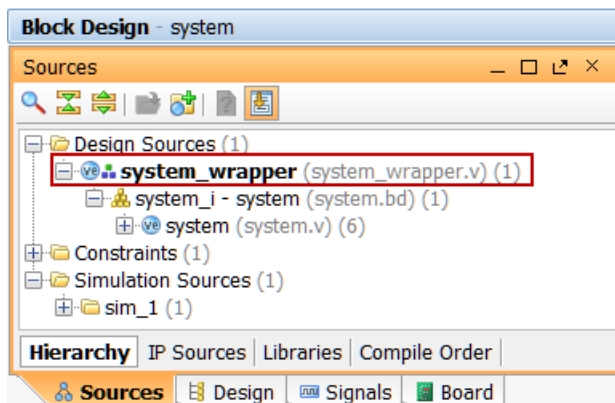 Block Design - system
Sources
Design Sources (1)
system_wrapper (system_wrapper.v) (1)
system_i - system (system.bd) (1)
system (system.v) (6)
Constraints (1)
Simulation Sources (1)
sim_1 (1)
Hierarchy IP Sources Libraries Compile Order
Sources Design Signals Board